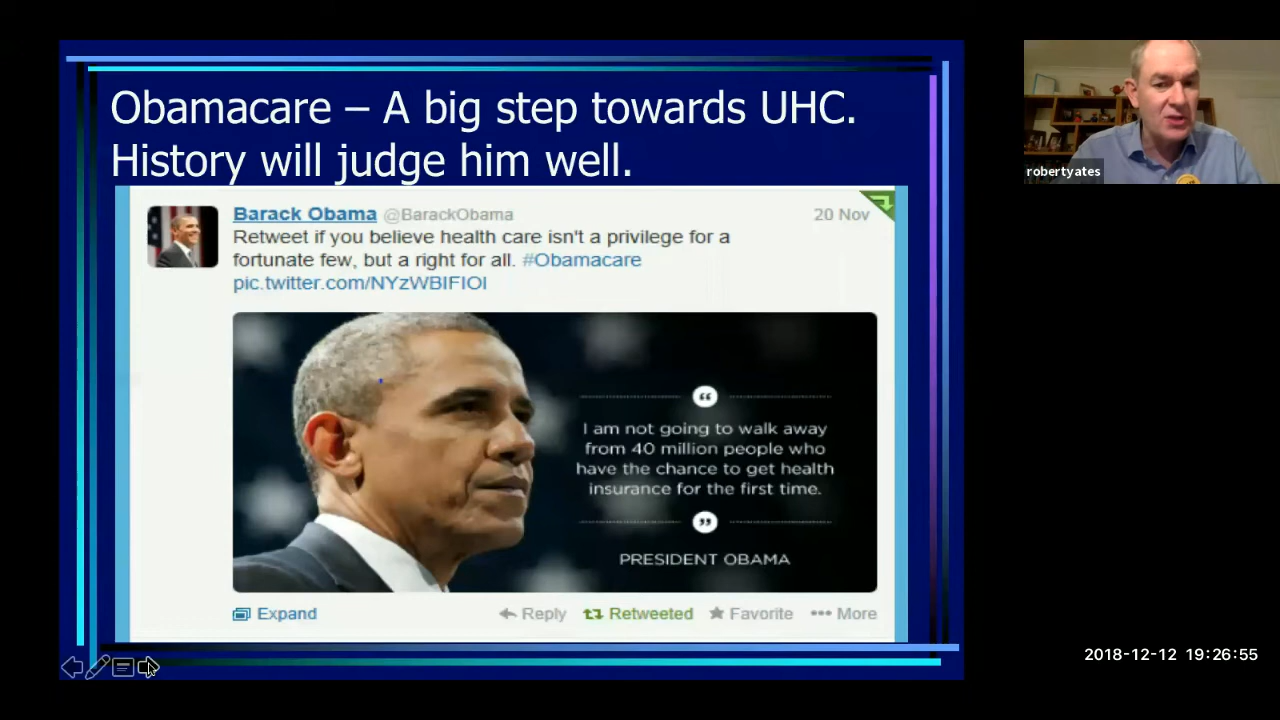 Obamacare – A big step towards UHC.
History will judge him well.
Barack Obama @BarackObama 20 Nov
Retweet if you believe health care isn't a privilege for a
fortunate few, but a right for all. #Obamacare
pic.twitter.com/NYzWBIFIOI
“
I am not going to walk away
from 40 million people who
have the chance to get health
insurance for the first time.
”
PRESIDENT OBAMA
Expand Reply Retweeted Favorite More
robertyates
2018-12-12 19:26:55